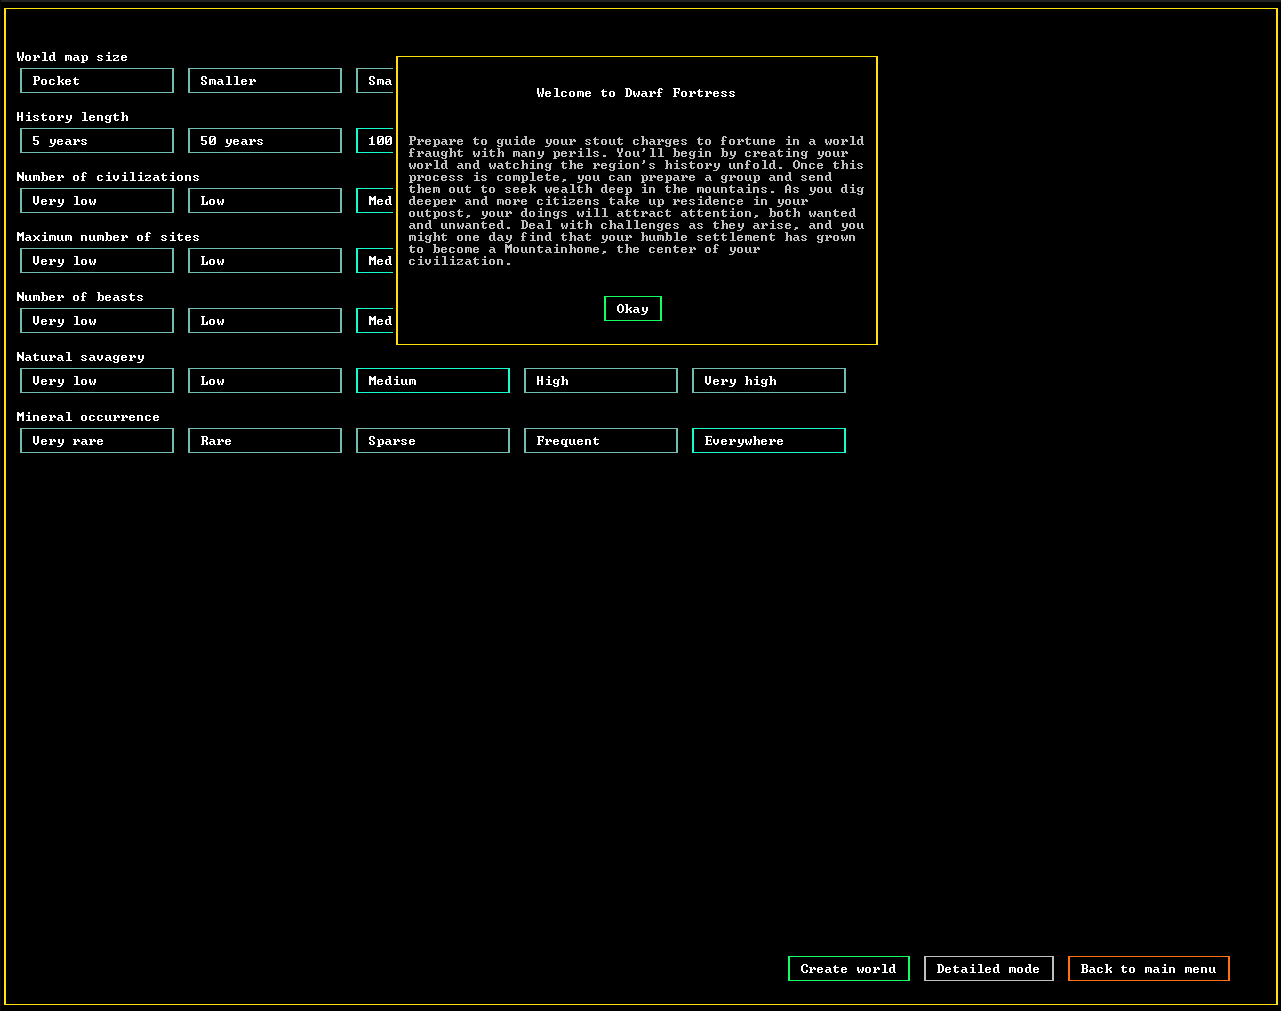 World map size
Pocket Smaller Sma
History length
5 years 50 years 100
Number of civilizations
Very low Low Med
Maximum number of sites
Very low Low Med
Number of beasts
Very low Low Med
Welcome to Dwarf Fortress
Prepare to guide your stout charges to fortune in a world
fraught with many perils. You'll begin by creating your
world and watching the region's history unfold. Once this
process is complete, you can prepare a group and send
them out to seek wealth deep in the mountains. As you dig
deeper and more citizens take up residence in your
outpost, your doings will attract attention, both wanted
and unwanted. Deal with challenges as they arise, and you
might one day find that your humble settlement has grown
to become a Mountainhome, the center of your
civilization.
Okay
Natural savagery
Very low Low Medium High Very high
Mineral occurrence
Very rare Rare Sparse Frequent Everywhere
Create world Detailed mode Back to main menu